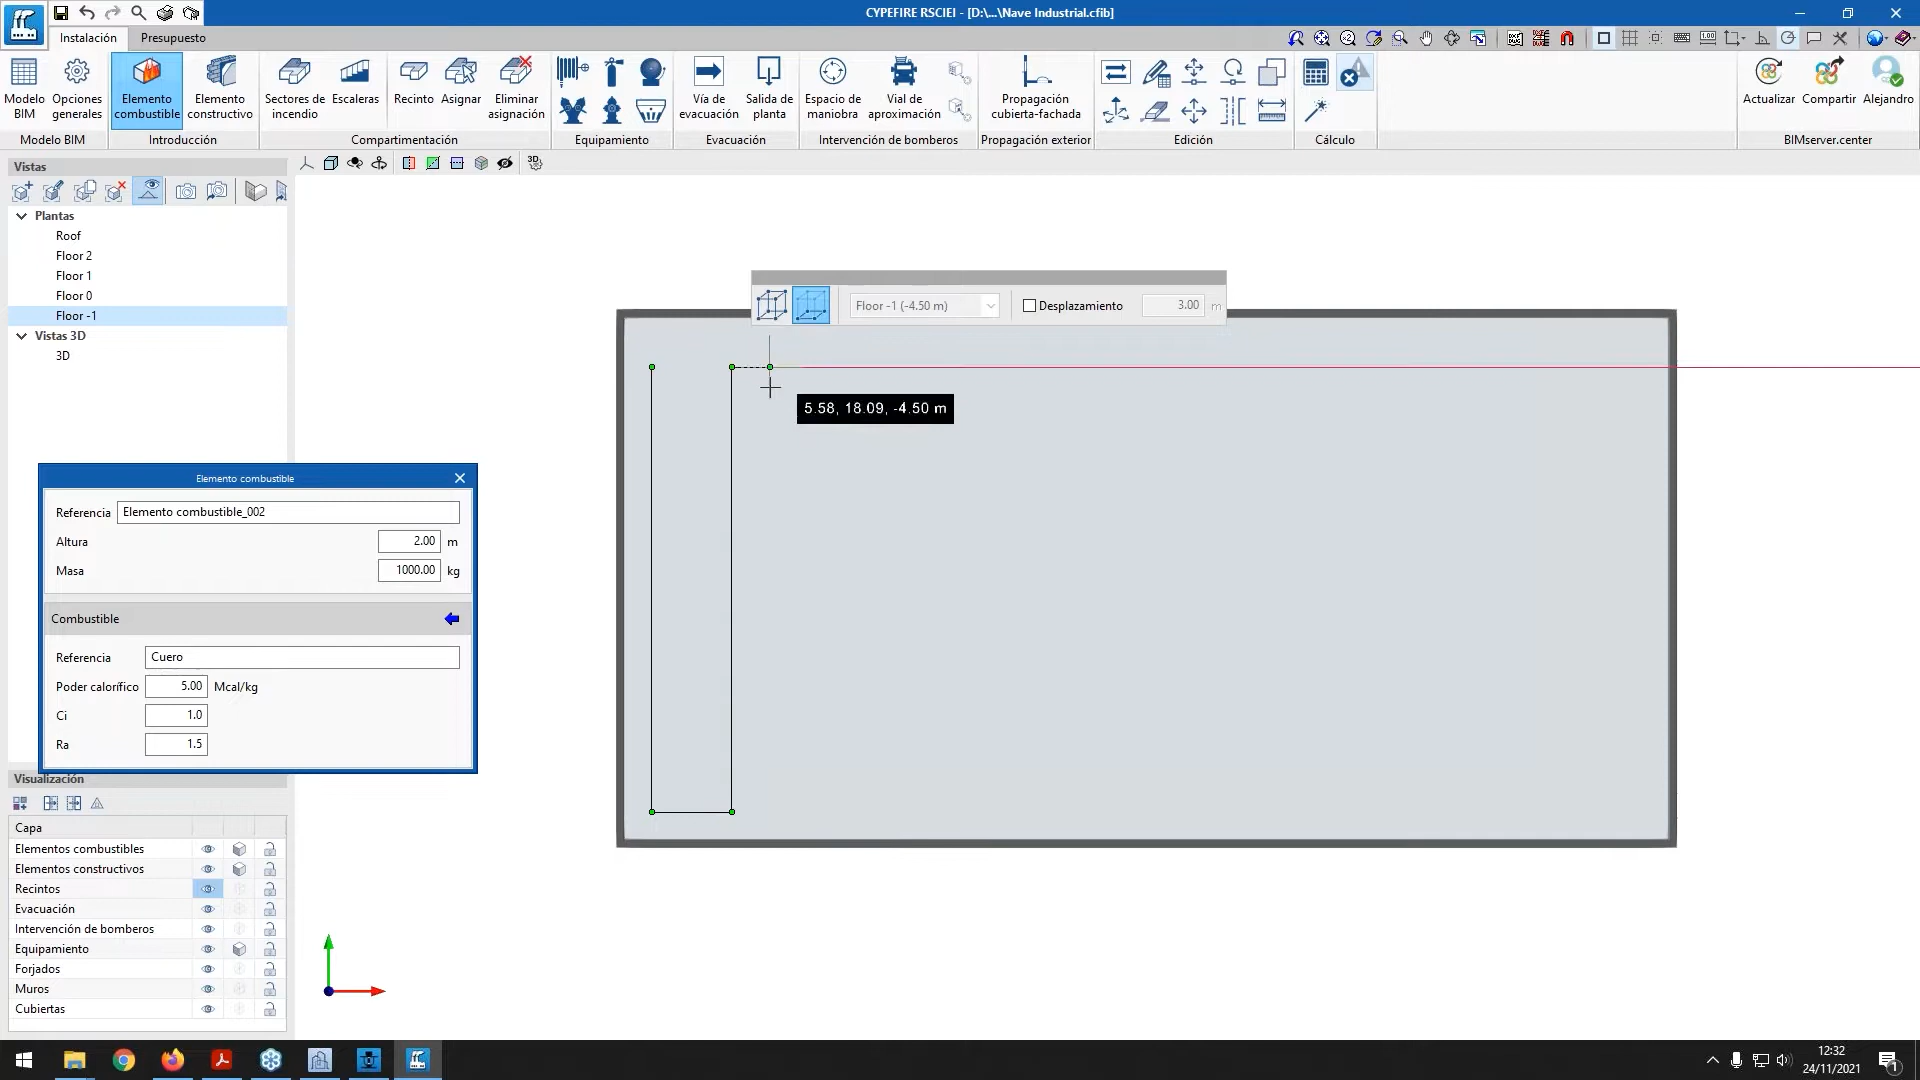 CYPEFIRE RSCIEI - [D:\...\Nave Industrial.cfib]
Instalación
Presupuesto
Modelo BIM
Opciones generales
Elemento combustible
Elemento constructivo
Sectores de incendio
Escaleras
Recinto
Asignar
Eliminar asignación
Vía de evacuación
Salida de planta
Espacio de maniobra
Vial de aproximación
Propagación cubierta-fachada
Actualizar
Compartir
Alejandro
Modelo BIM
Introducción
Compartimentación
Equipamiento
Evacuación
Intervención de bomberos
Propagación exterior
Edición
Cálculo
BIMserver.center
Vistas
Plantas
Roof
Floor 2
Floor 1
Floor 0
Floor -1
Vistas 3D
3D
Floor -1 (-4.50 m)
Desplazamiento
3.00 m
5.58, 18.09, -4.50 m
Elemento combustible
Referencia Elemento combustible_002
Altura 2.00 m
Masa 1000.00 kg
Combustible
Referencia Cuero
Poder calorífico 5.00 Mcal/kg
Ci 1.0
Ra 1.5
Visualización
Capa
Elementos combustibles
Elementos constructivos
Recintos
Evacuación
Intervención de bomberos
Equipamiento
Forjados
Muros
Cubiertas
12:32
24/11/2021
1